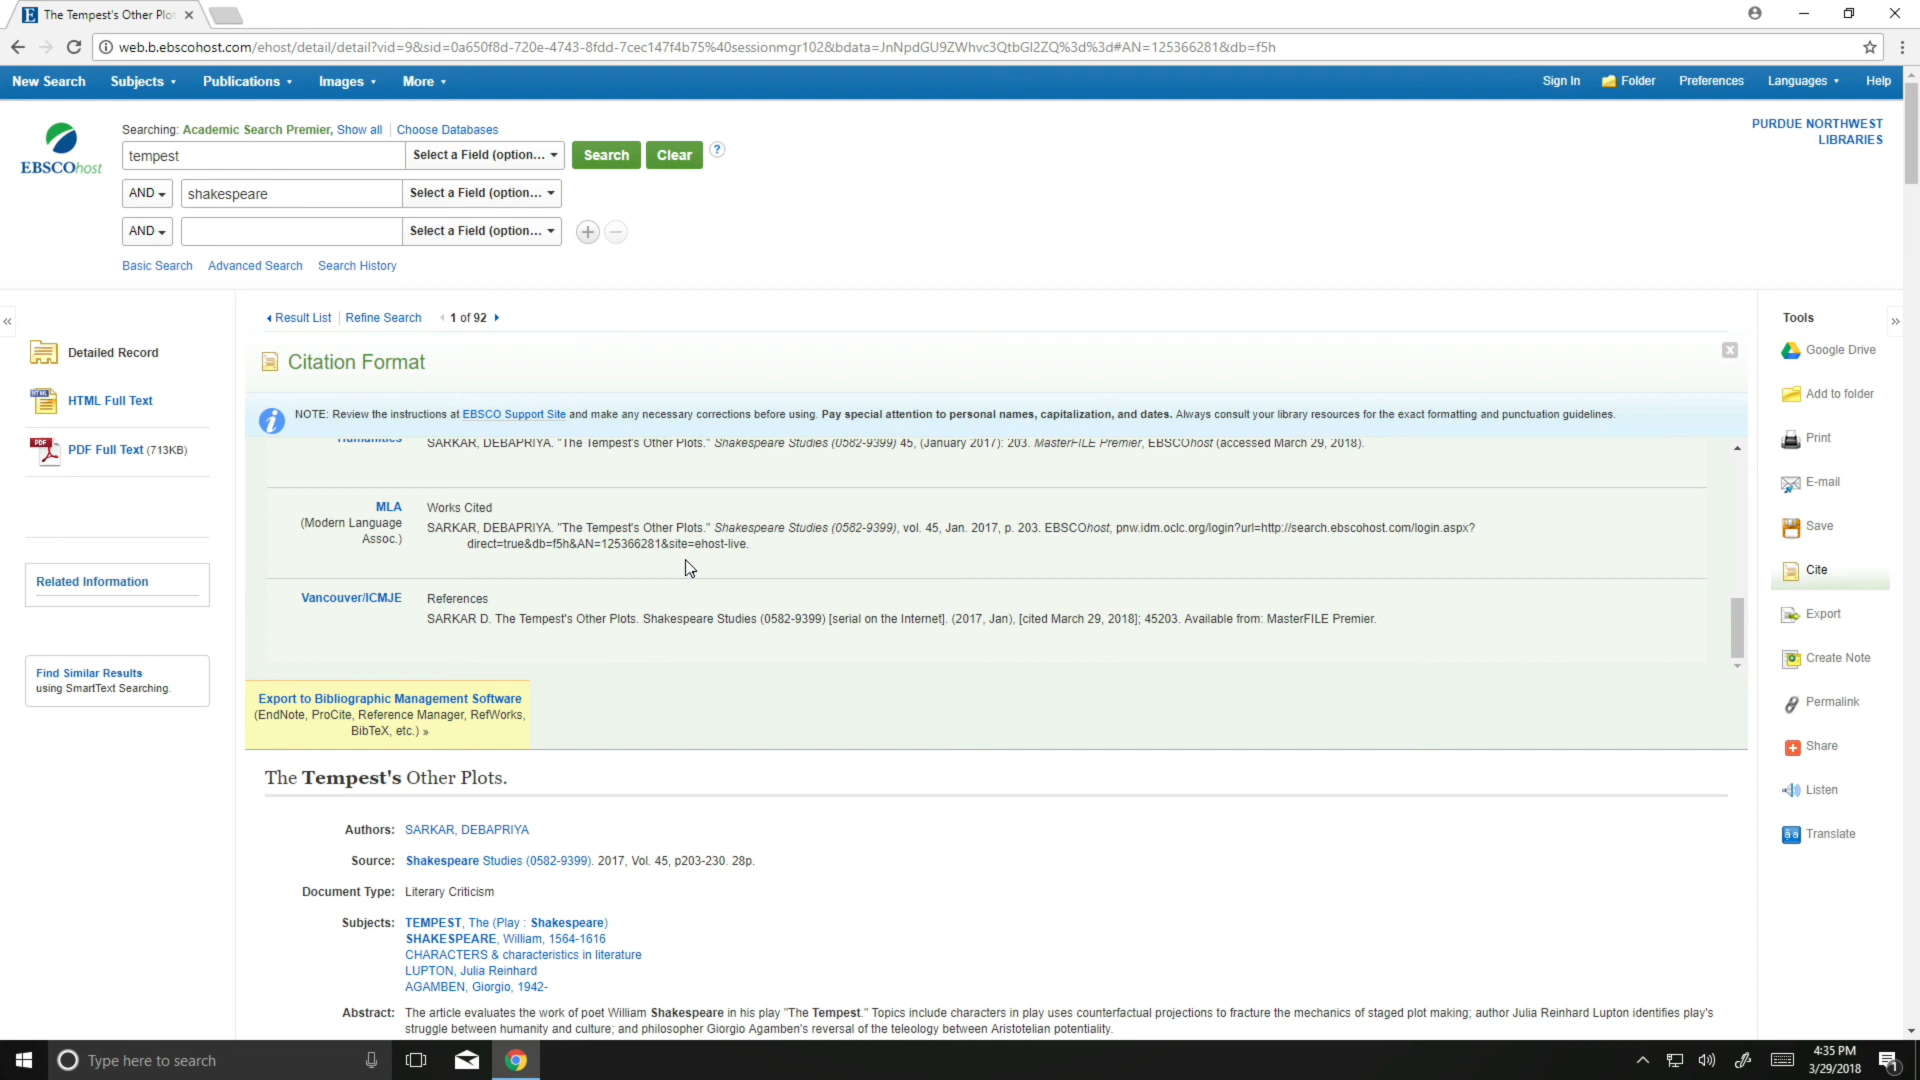 The Tempest's Other Plot
web.b.ebscohost.com/ehost/detail/detail?vid=9&sid=0a650f8d-720e-4743-8fdd-7cec147f4b75%40sessionmgr102&bdata=JnNpdGU9ZWhvc3QtbGl2ZQ%3d%3d#AN=125366281&db=f5h
New Search Subjects Publications Images More Sign In Folder Preferences Languages Help
PURDUE NORTHWEST
LIBRARIES
EBSCOhost
Searching: Academic Search Premier, Show all Choose Databases
tempest Select a Field (option... Search Clear ?
AND shakespeare Select a Field (option...
AND Select a Field (option...
Basic Search Advanced Search Search History
« Detailed Record
HTML Full Text
PDF Full Text (713KB)
Related Information
Find Similar Results
using SmartText Searching.
Result List Refine Search 1 of 92
Citation Format
NOTE: Review the instructions at EBSCO Support Site and make any necessary corrections before using. Pay special attention to personal names, capitalization, and dates. Always consult your library resources for the exact formatting and punctuation guidelines.
Humanities SARKAR, DEBAPRIYA. "The Tempest's Other Plots." Shakespeare Studies (0582-9399) 45, (January 2017): 203. MasterFILE Premier, EBSCOhost (accessed March 29, 2018).
MLA
(Modern Language
Assoc.)
Works Cited
SARKAR, DEBAPRIYA. "The Tempest's Other Plots." Shakespeare Studies (0582-9399), vol. 45, Jan. 2017, p. 203. EBSCOhost, pnw.idm.oclc.org/login?url=http://search.ebscohost.com/login.aspx?
direct=true&db=f5h&AN=125366281&site=ehost-live.
Vancouver/ICMJE
References
SARKAR D. The Tempest's Other Plots. Shakespeare Studies (0582-9399) [serial on the Internet]. (2017, Jan), [cited March 29, 2018]; 45203. Available from: MasterFILE Premier.
Export to Bibliographic Management Software
(EndNote, ProCite, Reference Manager, RefWorks,
BibTeX, etc.) »
The Tempest's Other Plots.
Authors: SARKAR, DEBAPRIYA
Source: Shakespeare Studies (0582-9399). 2017, Vol. 45, p203-230. 28p.
Document Type: Literary Criticism
Subjects: TEMPEST, The (Play : Shakespeare)
SHAKESPEARE, William, 1564-1616
CHARACTERS & characteristics in literature
LUPTON, Julia Reinhard
AGAMBEN, Giorgio, 1942-
Abstract: The article evaluates the work of poet William Shakespeare in his play "The Tempest." Topics include characters in play uses counterfactual projections to fracture the mechanics of staged plot making; author Julia Reinhard Lupton identifies play's
struggle between humanity and culture; and philosopher Giorgio Agamben's reversal of the teleology between Aristotelian potentiality.
Tools »
Google Drive
Add to folder
Print
E-mail
Save
Cite
Export
Create Note
Permalink
Share
Listen
Translate
Type here to search
4:35 PM
3/29/2018
1